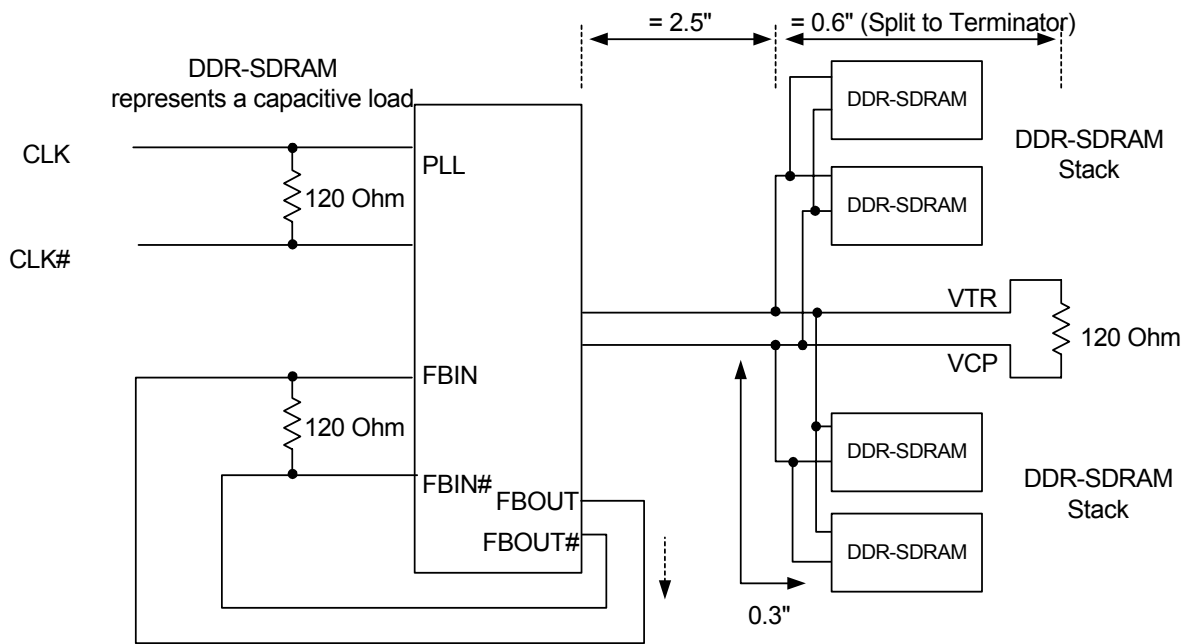 = 2.5"
= 0.6" (Split to Terminator)
DDR-SDRAM
represents a capacitive load
DDR-SDRAM
DDR-SDRAM
Stack
CLK
PLL
120 Ohm
DDR-SDRAM
CLK#
VTR
120 Ohm
VCP
FBIN
120 Ohm
DDR-SDRAM
FBIN#
FBOUT
DDR-SDRAM
Stack
FBOUT#
DDR-SDRAM
0.3"